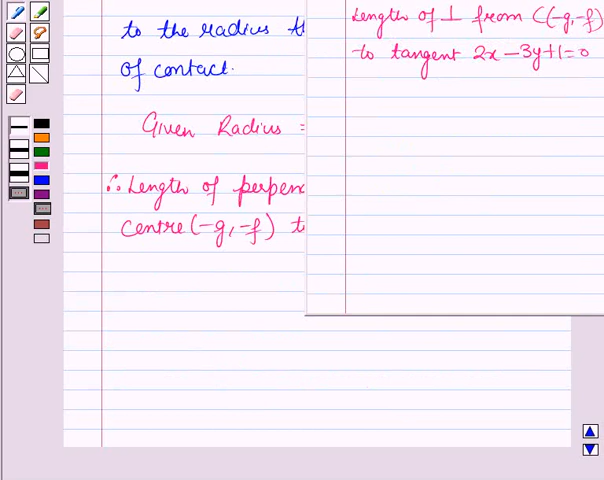 to the radius
of contact.
Given Radius =
∴ Length of perpen
centre (-g, -f) t
Length of ⊥ from C(-g, -f)
to tangent 2x - 3y + 1 = 0